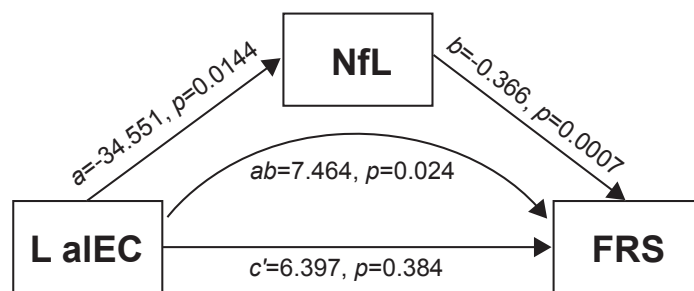 NfL
a=-34.551, p=0.0144
b=-0.366, p=0.0007
ab=7.464, p=0.024
L alEC
FRS
c'=6.397, p=0.384